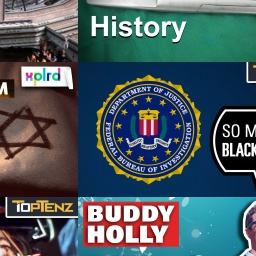 History
xplrd
M
DEPARTMENT OF JUSTICE
FEDERAL BUREAU OF INVESTIGATION
SO M
BLACK
TOPTENZ
BUDDY
HOLLY